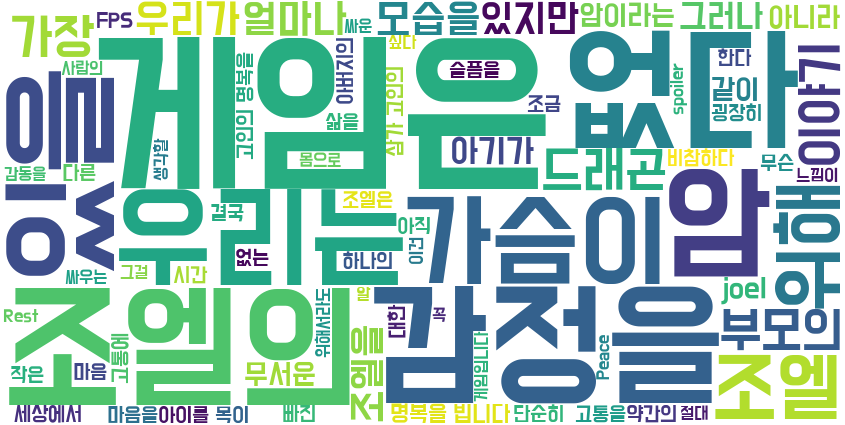 가장 FPS 우리가 얼마나 싸운 모습을 있지만 암이라는 그러나 아니라
사람의 게임은 없다
을 고인의 명복을 아버지의 싶다 슬픔을 한다 이야기
삼가 고인의 조금 spoiler 같이 굉장히
생각할 삶을 아기가
감동을 다른 몸으로 드래곤 비참하다 무슨 느낌이
있 우리는 조엘은 가슴이 암 위해
결국 아직
없는 하나의 이건
싸우는 그걸 시간
조엘의 알 감정을 joel
Rest 위해서라도 대한 꼭 부모의
고통에 조엘을 게임입니다 Peace 조엘
작은 마음 무서운
세상에서 마음을 아이를 목이 빠진 명복을 빕니다 단순히 고통을 약간의 절대